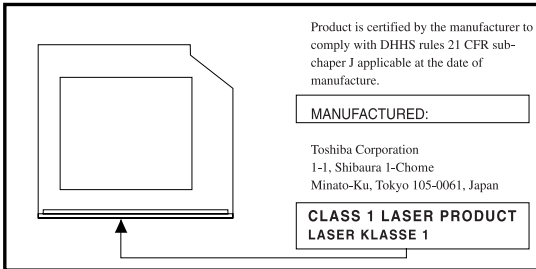 Product is certified by the manufacturer to
comply with DHHS rules 21 CFR sub-
chaper J applicable at the date of
manufacture.
MANUFACTURED:
Toshiba Corporation
1-1, Shibaura 1-Chome
Minato-Ku, Tokyo 105-0061, Japan
CLASS 1 LASER PRODUCT
LASER KLASSE 1